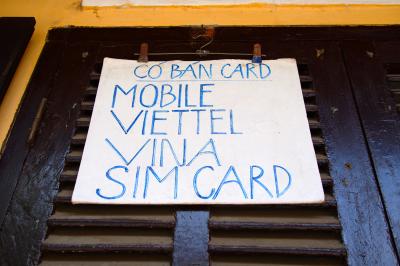 CÓ BÁN CARD
MOBILE
VIETTEL
VINA
SIM CARD